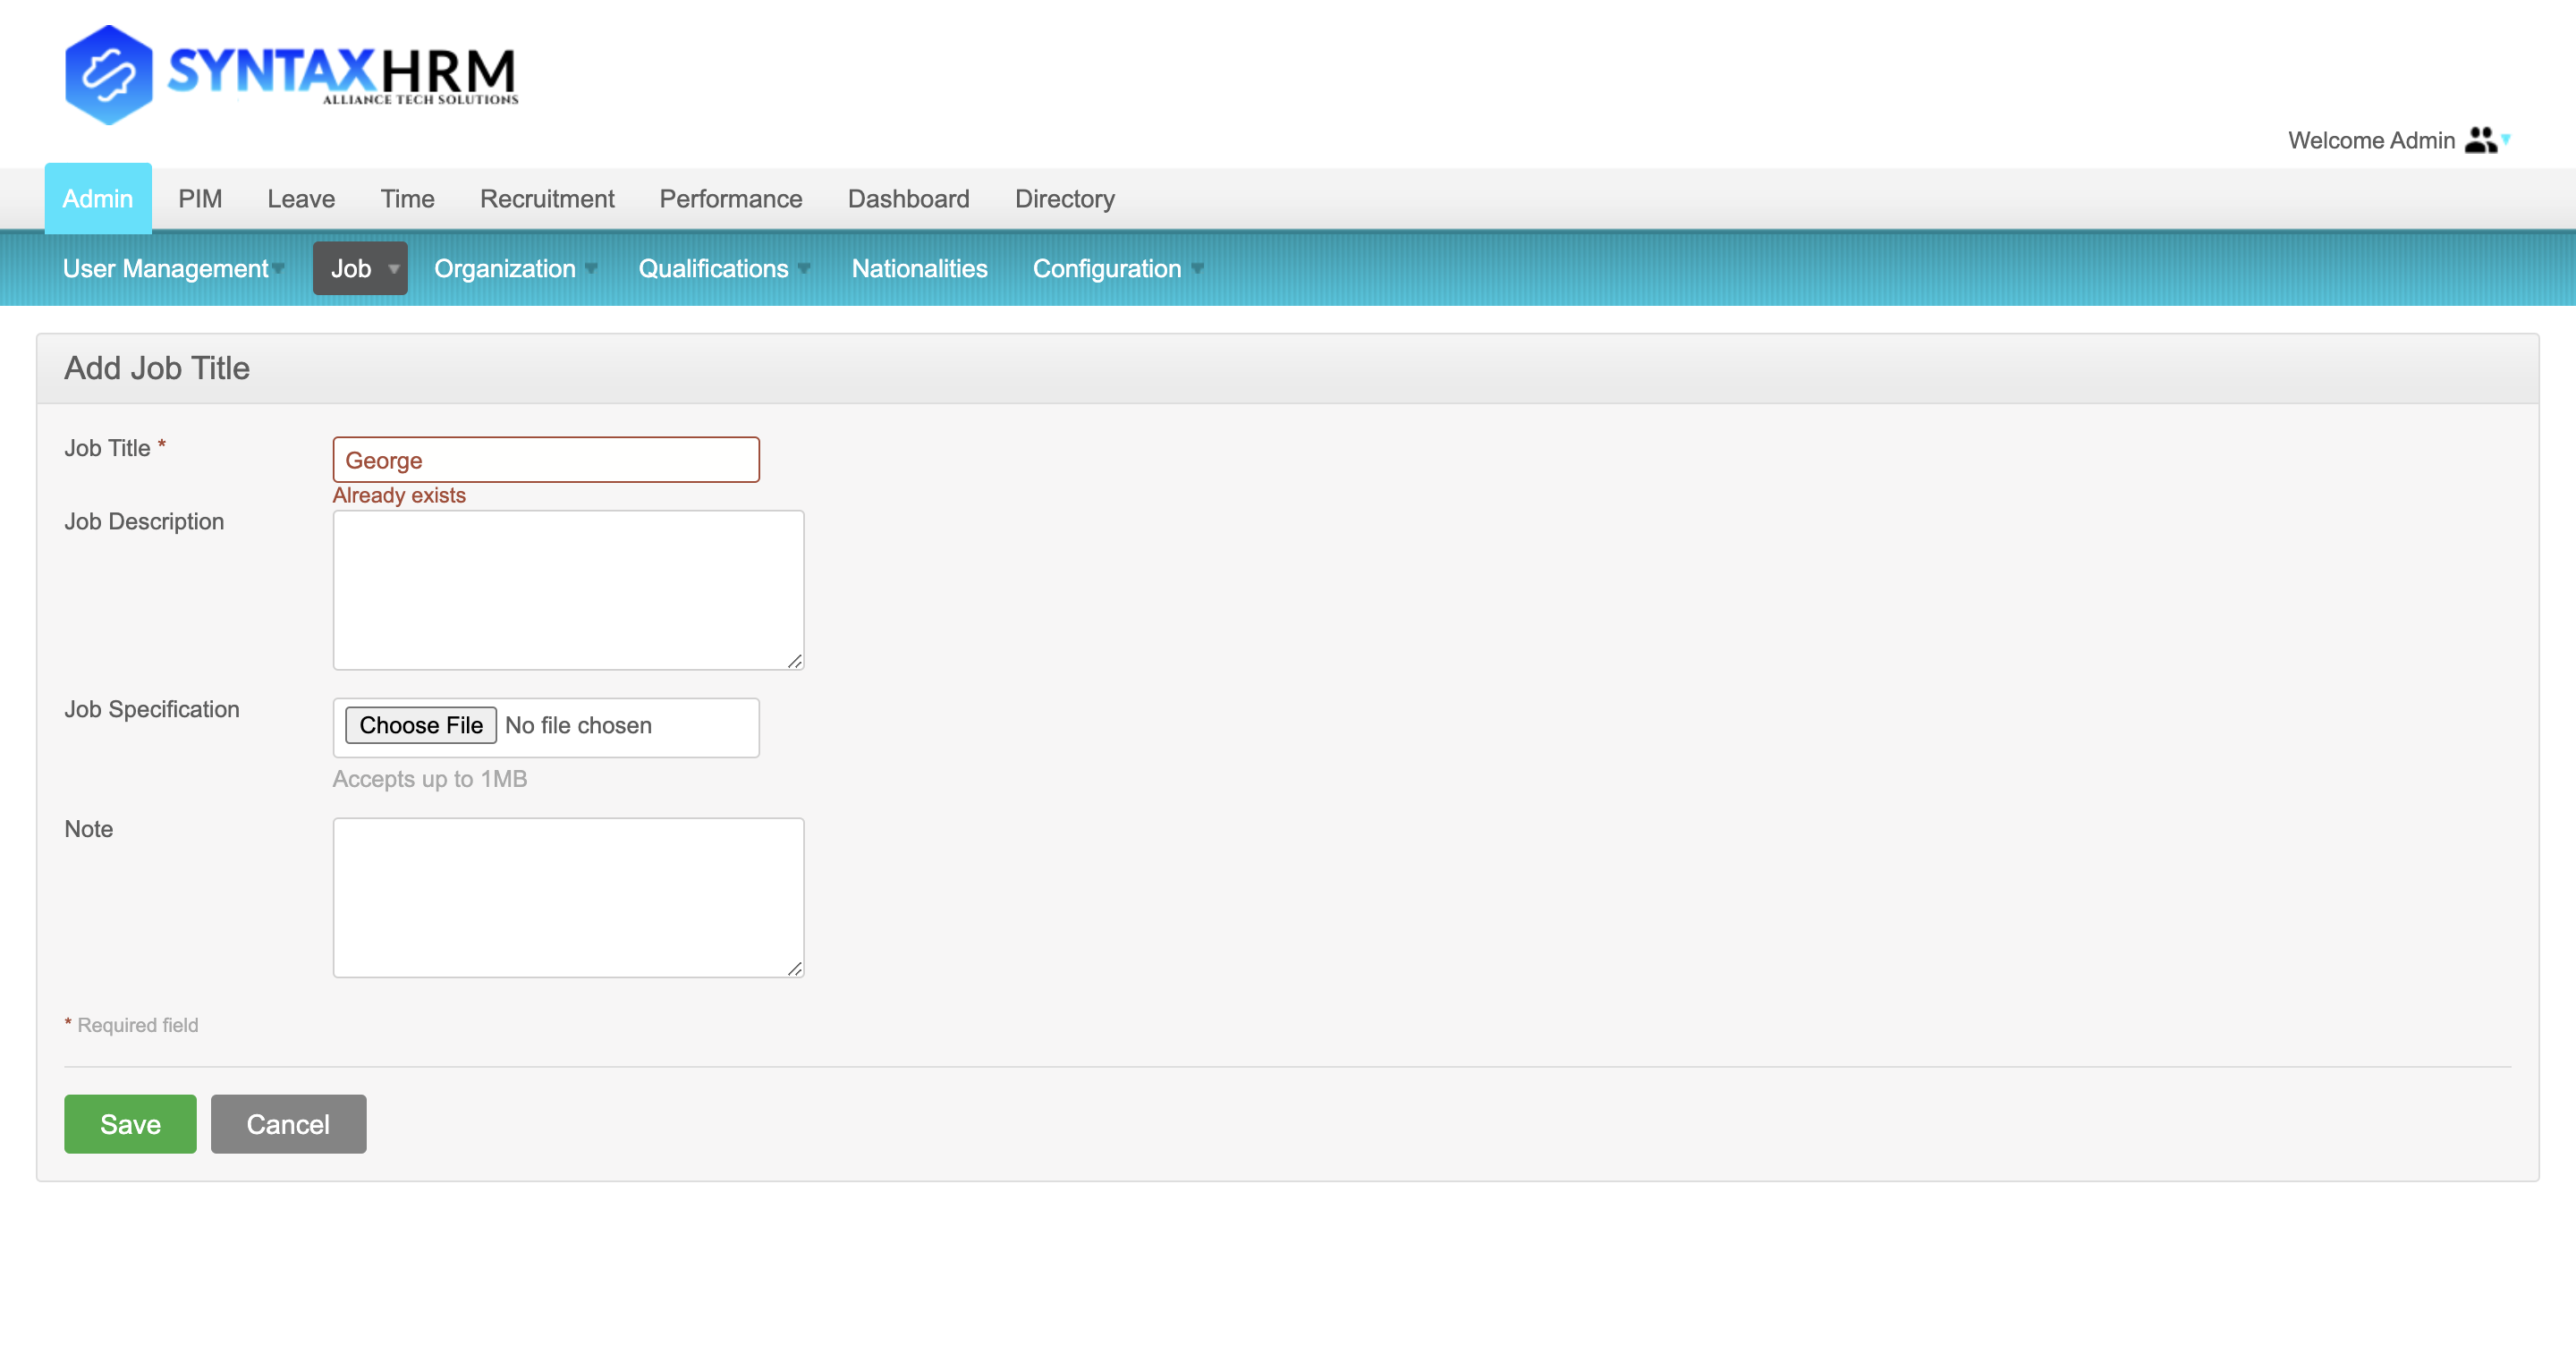 SYNTAXHRM
ALLIANCE TECH SOLUTIONS
Welcome Admin
Admin PIM Leave Time Recruitment Performance Dashboard Directory
User Management Job Organization Qualifications Nationalities Configuration
Add Job Title
Job Title * George
Already exists
Job Description
Job Specification Choose File No file chosen
Accepts up to 1MB
Note
* Required field
Save Cancel